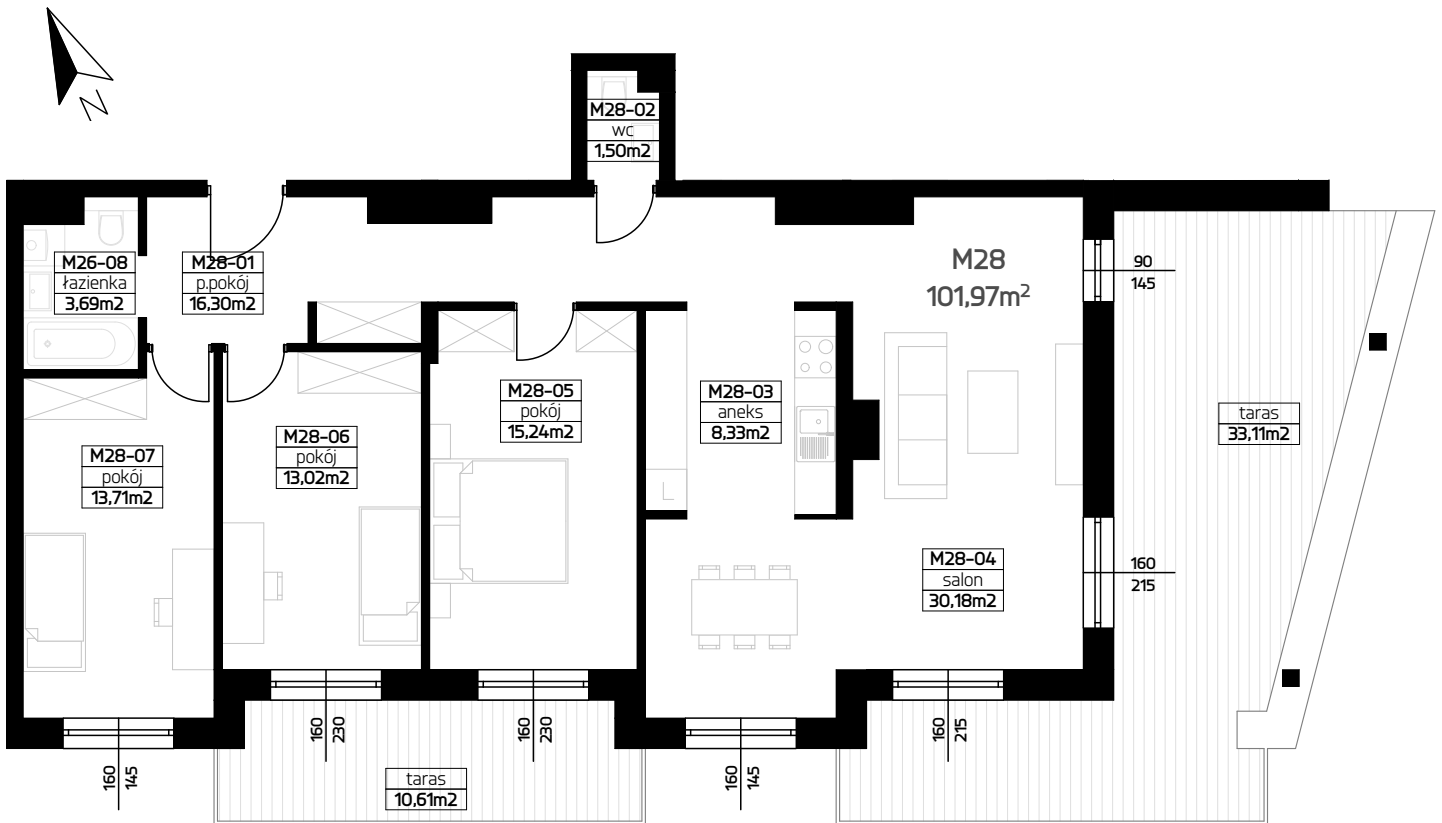 N
M28-02
wc
1,50m2
M26-08
łazienka
3,69m2
M28-01
p.pokój
16,30m2
M28
101,97m²
90
145
M28-05
pokój
15,24m2
M28-03
aneks
8,33m2
taras
33,11m2
M28-06
pokój
13,02m2
M28-07
pokój
13,71m2
L
M28-04
salon
30,18m2
160
215
160
230
160
230
160
215
160
145
160
145
taras
10,61m2